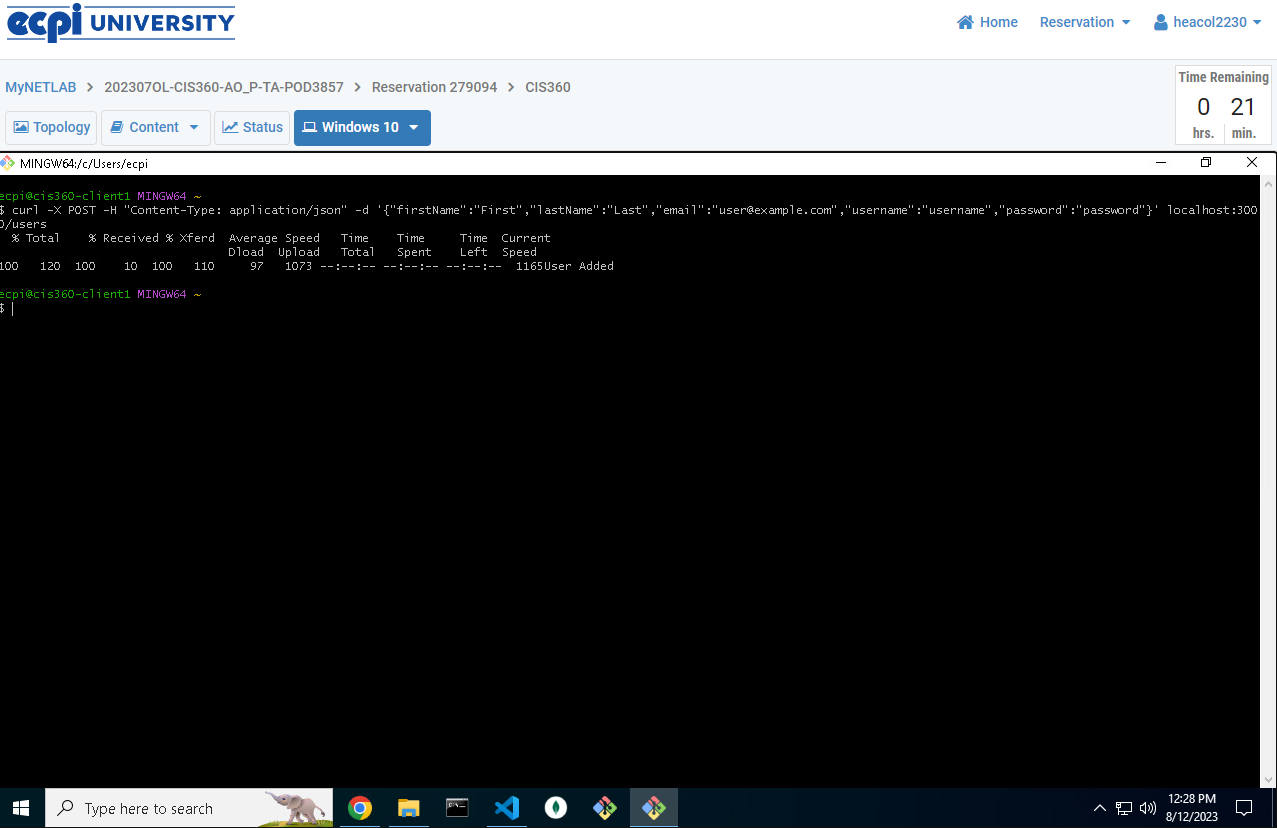 ecpi UNIVERSITY
Home Reservation heacol2230
MyNETLAB > 202307OL-CIS360-AO_P-TA-POD3857 > Reservation 279094 > CIS360
Time Remaining
0 21
hrs. min.
Topology Content Status Windows 10
MINGW64:/c/Users/ecpi
ecpi@cis360-client1 MINGW64 ~
$ curl -X POST -H "Content-Type: application/json" -d '{"firstName":"First","lastName":"Last","email":"user@example.com","username":"username","password":"password"}' localhost:300
0/users
% Total % Received % Xferd Average Speed Time Time Time Current
Dload Upload Total Spent Left Speed
100 120 100 10 100 110 97 1073 --:--:-- --:--:-- --:--:-- 1165User Added
ecpi@cis360-client1 MINGW64 ~
$
Type here to search
12:28 PM
8/12/2023